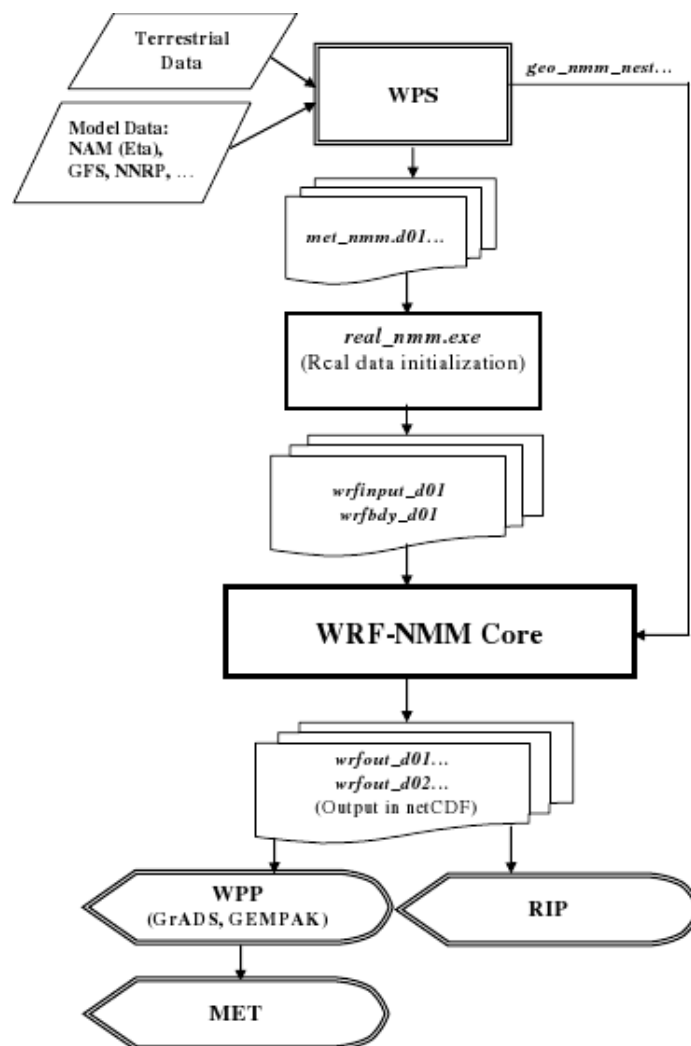 Terrestrial
Data
WPS
geo_nmm_nest...
Model Data:
NAM (Eta),
GFS, NNRP, ...
met_nmm.d01...
real_nmm.exe
(Real data initialization)
wrfinput_d01
wrfbdy_d01
WRF-NMM Core
wrfout_d01...
wrfout_d02...
(Output in netCDF)
WPP
(GrADS, GEMPAK)
RIP
MET